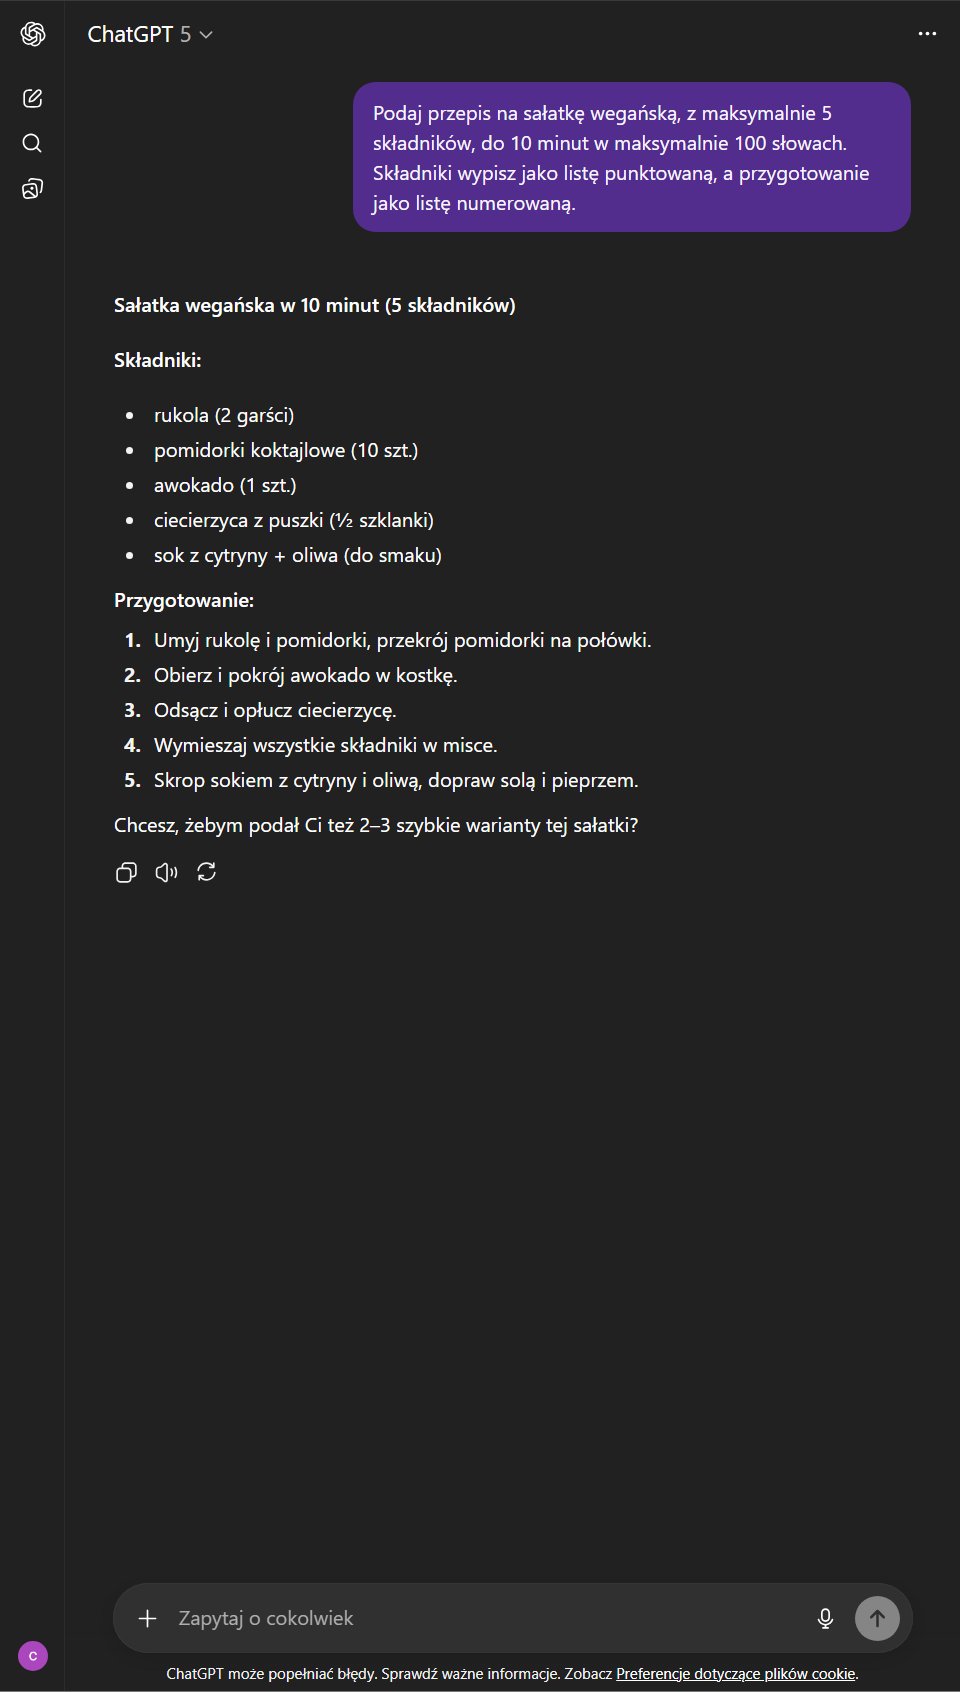 ChatGPT 5
Podaj przepis na sałatkę wegańską, z maksymalnie 5
składników, do 10 minut w maksymalnie 100 słowach.
Składniki wypisz jako listę punktowaną, a przygotowanie
jako listę numerowaną.
Sałatka wegańska w 10 minut (5 składników)
Składniki:
• rukola (2 garści)
• pomidorki koktajlowe (10 szt.)
• awokado (1 szt.)
• ciecierzyca z puszki (½ szklanki)
• sok z cytryny + oliwa (do smaku)
Przygotowanie:
1. Umyj rukolę i pomidorki, przekrój pomidorki na połówki.
2. Obierz i pokrój awokado w kostkę.
3. Odsącz i opłucz ciecierzycę.
4. Wymieszaj wszystkie składniki w misce.
5. Skrop sokiem z cytryny i oliwą, dopraw solą i pieprzem.
Chcesz, żebym podał Ci też 2–3 szybkie warianty tej sałatki?
Zapytaj o cokolwiek
C
ChatGPT może popełniać błędy. Sprawdź ważne informacje. Zobacz Preferencje dotyczące plików cookie.